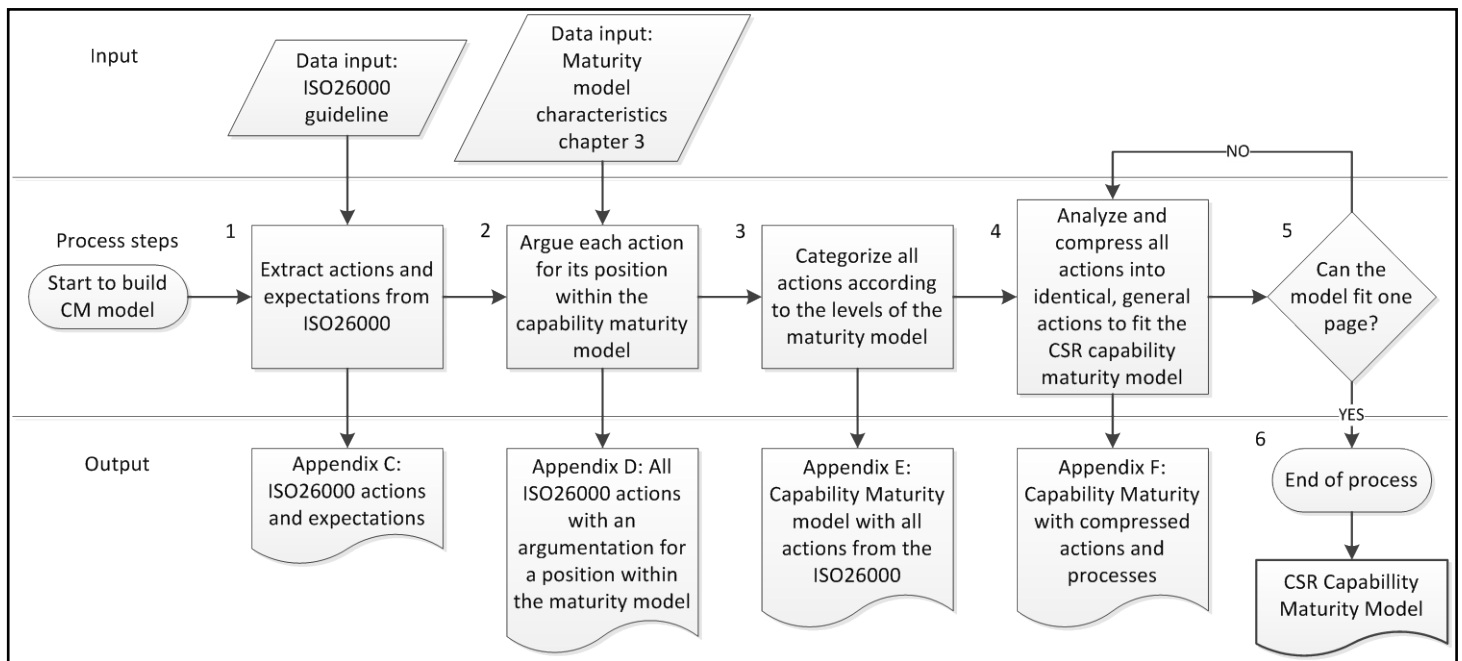 Input
Data input:
ISO26000
guideline
Data input:
Maturity
model
characteristics
chapter 3
NO
Process steps
Start to build
CM model
1
Extract actions and
expectations from
ISO26000
2
Argue each action
for its position
within the
capability maturity
model
3
Categorize all
actions according
to the levels of the
maturity model
4
Analyze and
compress all
actions into
identical, general
actions to fit the
CSR capability
maturity model
5
Can the
model fit one
page?
YES
Output
Appendix C:
ISO26000 actions
and expectations
Appendix D: All
ISO26000 actions
with an
argumentation for
a position within
the maturity model
Appendix E:
Capability Maturity
model with all
actions from the
ISO26000
Appendix F:
Capability Maturity
with compressed
actions and
processes
6
End of process
CSR Capabillity
Maturity Model